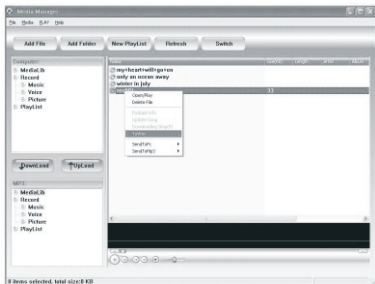 Media Manager
File Media PLAY Help
Add File Add Folder New PlayList Refresh Switch
Computer:
MediaLib
Record
Music
Voice
Picture
PlayList
my+heart+will+go+on
only an ocean away
winter in july
Open/Play
Delete File
SendToPc
SendToMp3
DownLoad UpLoad
MP3:
MediaLib
Record
Music
Voice
Picture
PlayList
0 items selected, total size:0 KB